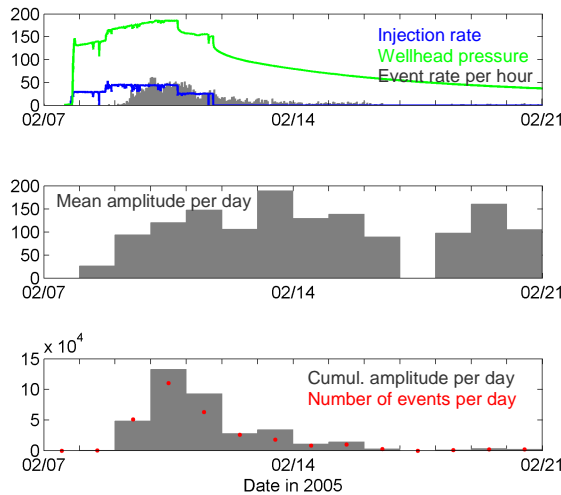 200
Injection rate
150
Wellhead pressure
100
Event rate per hour
50
0
02/07
02/14
02/21
200
Mean amplitude per day
150
100
50
0
02/07
02/14
02/21
x 10^4
15
Cumul. amplitude per day
10
Number of events per day
5
0
02/07
02/14
02/21
Date in 2005